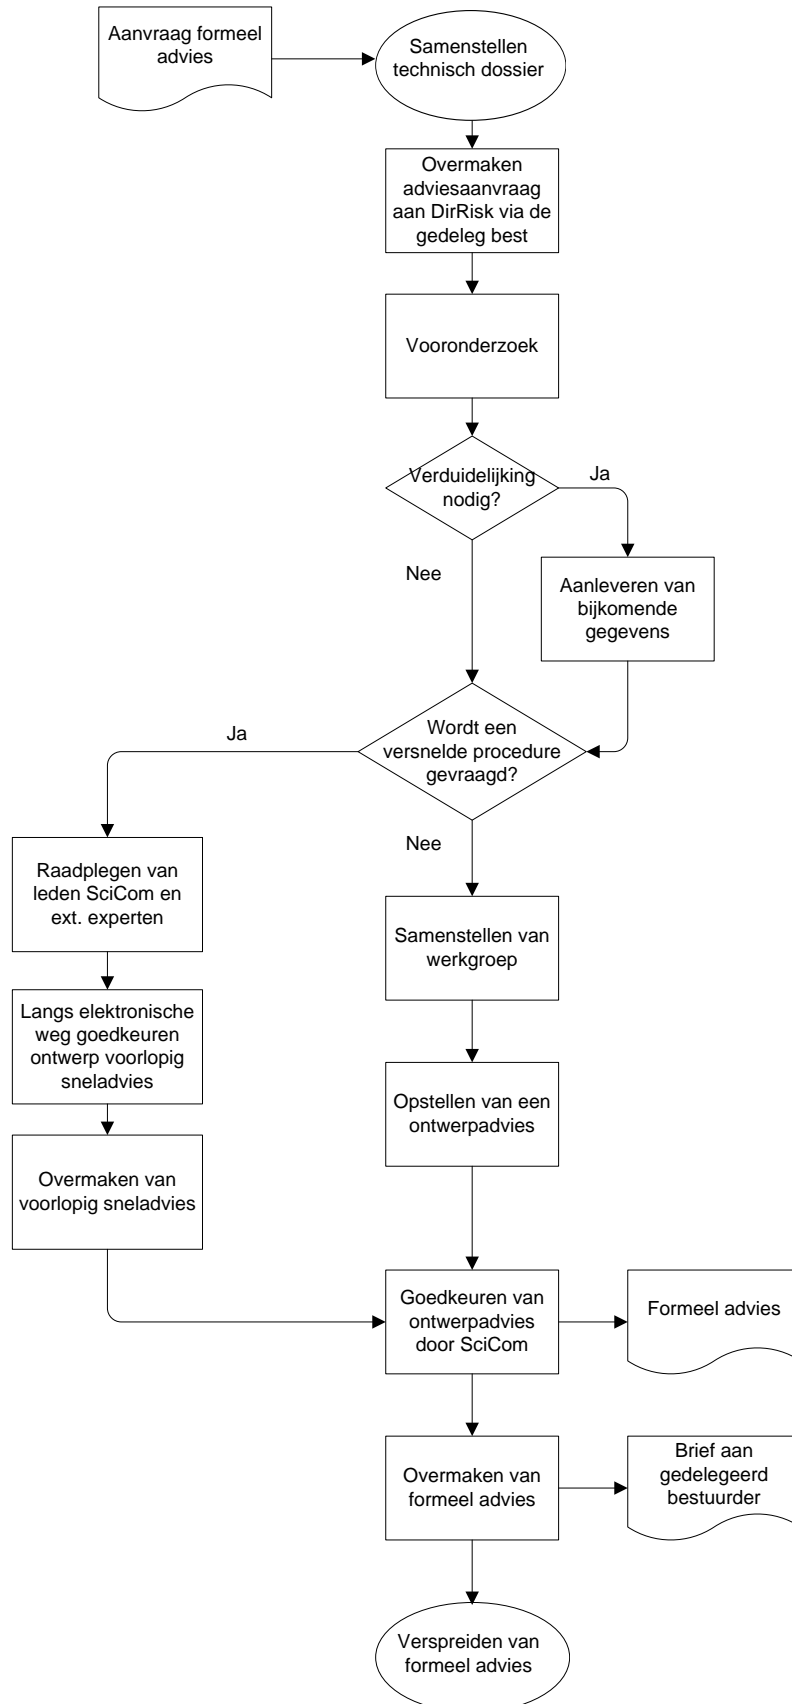 Aanvraag formeel
advies
Samenstellen
technisch dossier
Overmaken
adviesaanvraag
aan DirRisk via de
gedeleg best
Vooronderzoek
Verduidelijking
nodig?
Ja
Nee
Aanleveren van
bijkomende
gegevens
Wordt een
versnelde procedure
gevraagd?
Ja
Nee
Raadplegen van
leden SciCom en
ext. experten
Langs elektronische
weg goedkeuren
ontwerp voorlopig
sneladvies
Overmaken van
voorlopig sneladvies
Samenstellen van
werkgroep
Opstellen van een
ontwerpadvies
Goedkeuren van
ontwerpadvies
door SciCom
Formeel advies
Overmaken van
formeel advies
Brief aan
gedelegeerd
bestuurder
Verspreiden van
formeel advies